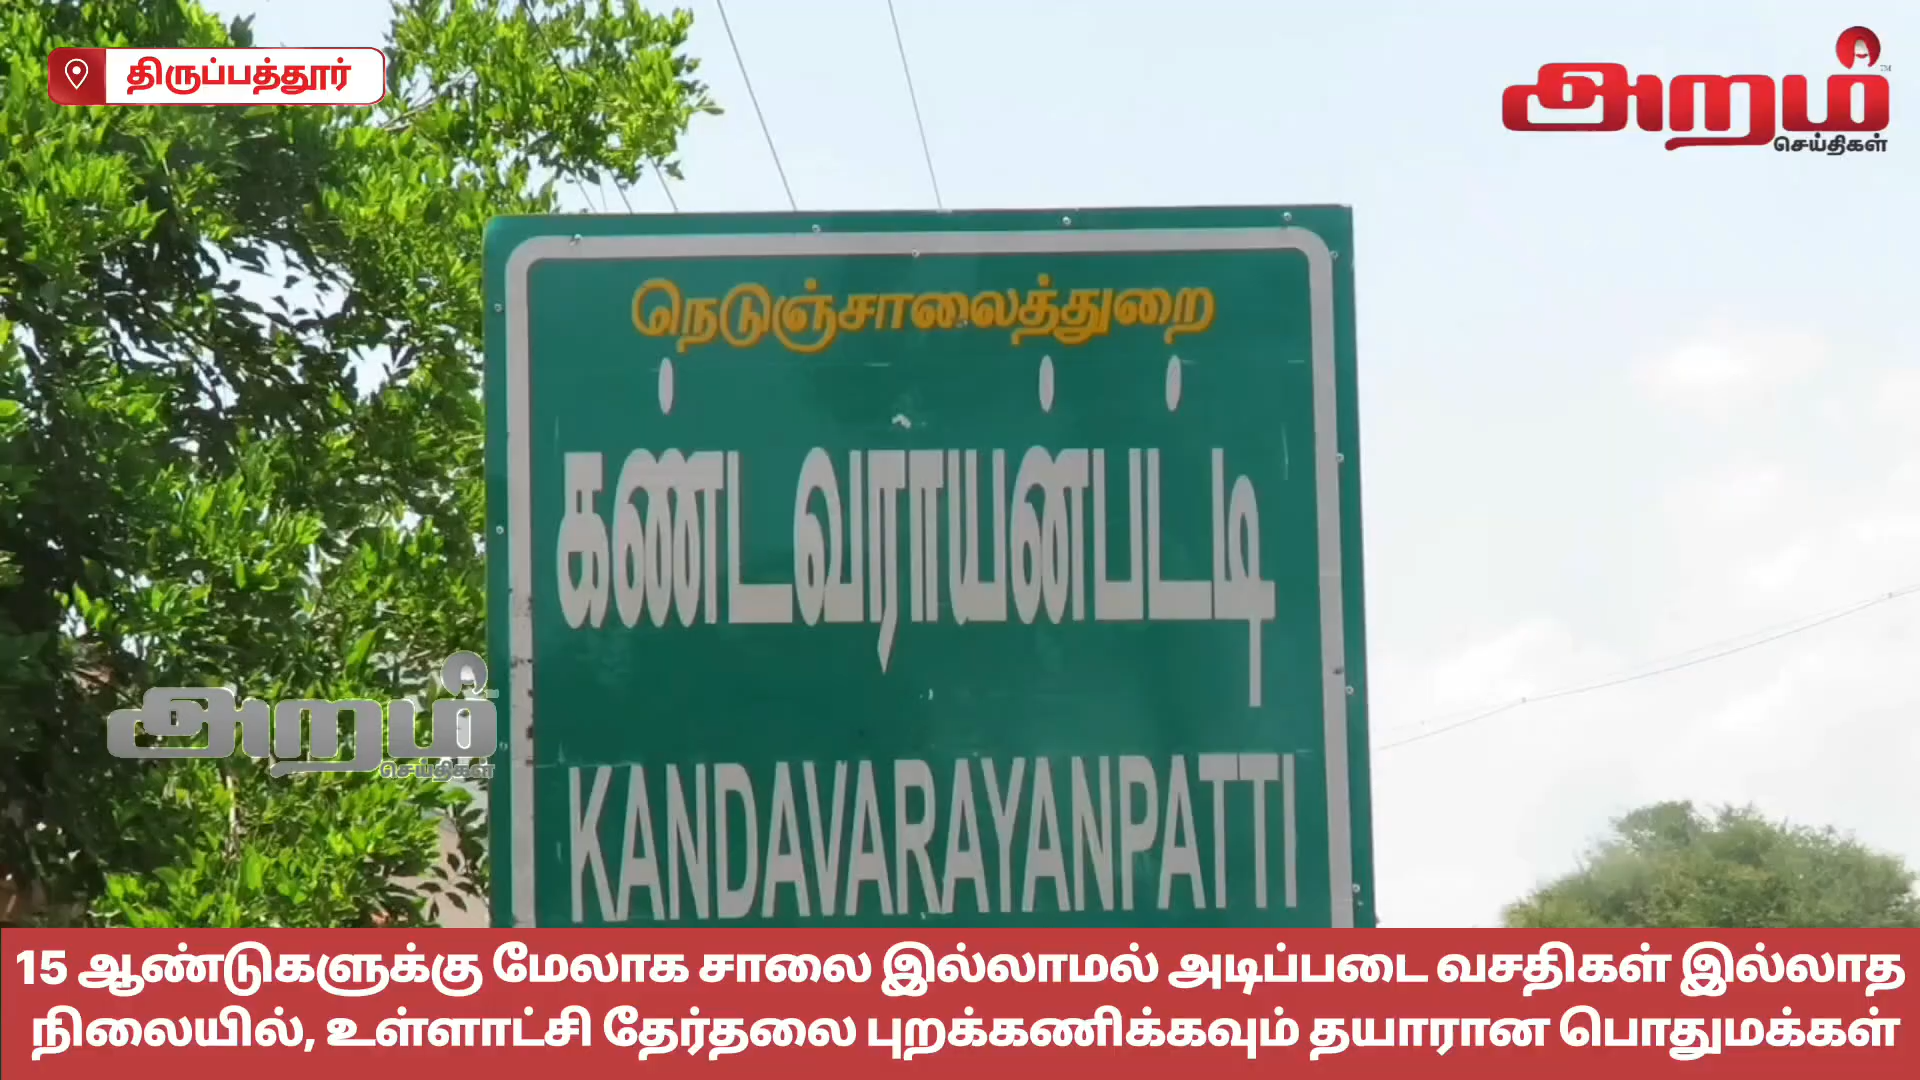 திருப்பத்தூர்
அறம்
செய்திகள்
நெடுஞ்சாலைத்துறை
கண்டவராயன்பட்டி
அறம்
செய்திகள்
KANDAVARAYANPATTI
15 ஆண்டுகளுக்கு மேலாக சாலை இல்லாமல் அடிப்படை வசதிகள் இல்லாத
நிலையில், உள்ளாட்சி தேர்தலை புறக்கணிக்கவும் தயாரான பொதுமக்கள்